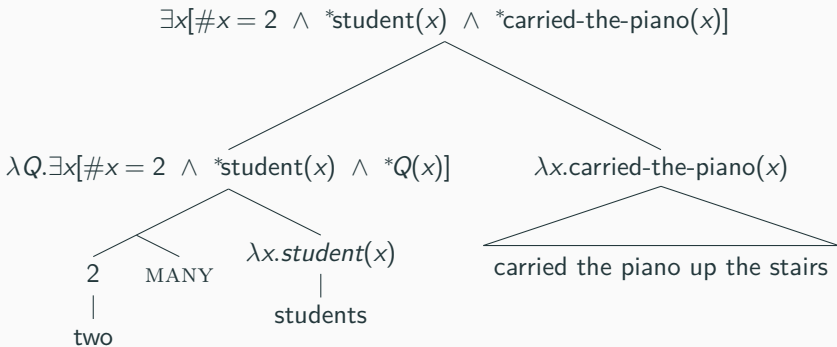 ∃x[#x = 2 ∧ *student(x) ∧ *carried-the-piano(x)]
λQ.∃x[#x = 2 ∧ *student(x) ∧ *Q(x)]
λx.carried-the-piano(x)
2
MANY
λx.student(x)
carried the piano up the stairs
two
students